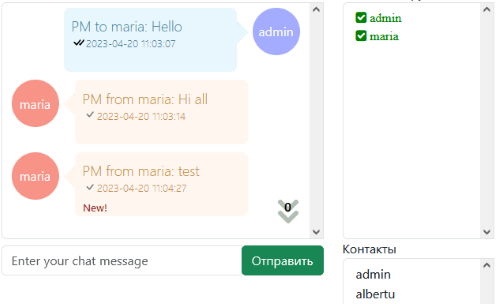 PM to maria: Hello
2023-04-20 11:03:07
admin
maria
PM from maria: Hi all
2023-04-20 11:03:14
maria
PM from maria: test
2023-04-20 11:04:27
New!
0
Enter your chat message
Отправить
admin
maria
Контакты
admin
albertu